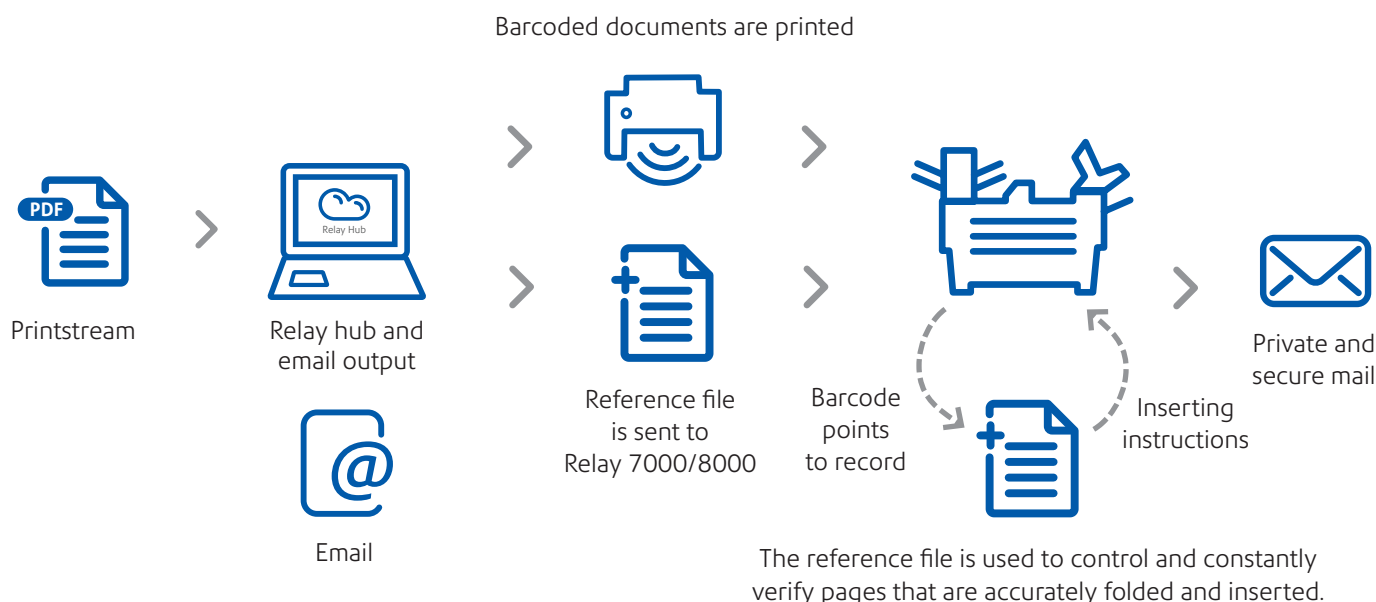 Barcoded documents are printed
PDF
Printstream
Relay Hub
Relay hub and
email output
@
Email
Reference file
is sent to
Relay 7000/8000
Barcode
points
to record
Inserting
instructions
Private and
secure mail
The reference file is used to control and constantly
verify pages that are accurately folded and inserted.